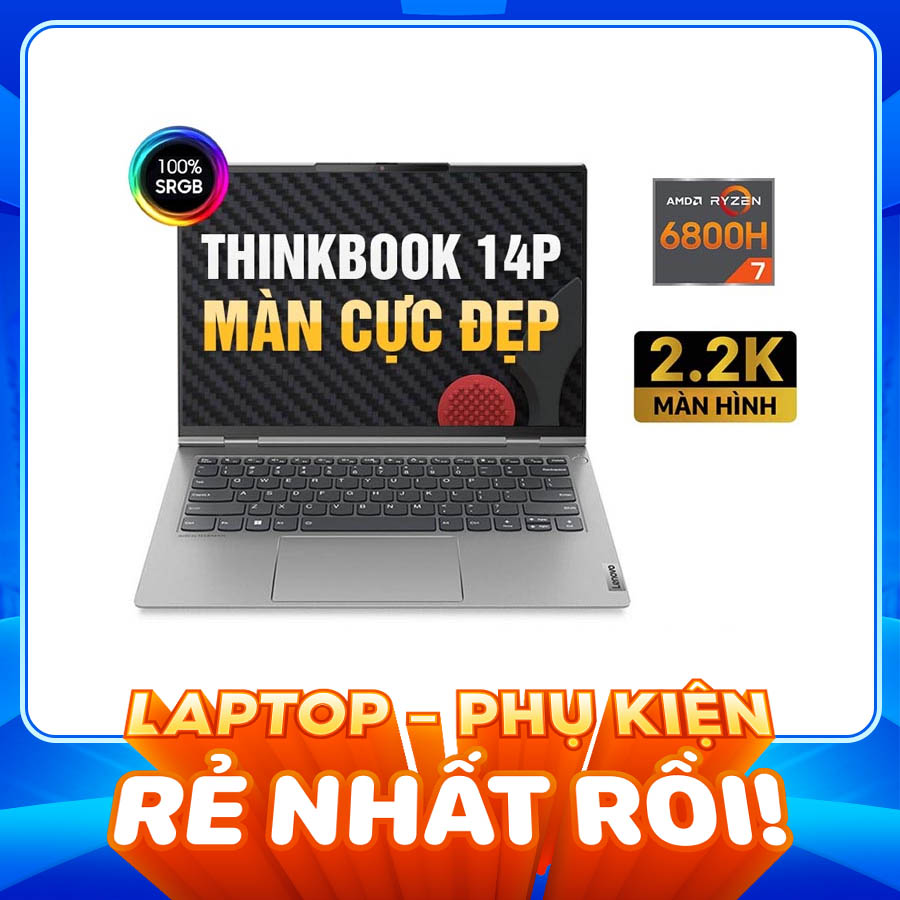 100%
SRGB
THINKBOOK 14P
MÀN CỰC ĐẸP
AMD RYZEN
6800H
7
2.2K
MÀN HÌNH
Lenovo
LAPTOP – PHỤ KIỆN
RẺ NHẤT RỒI!